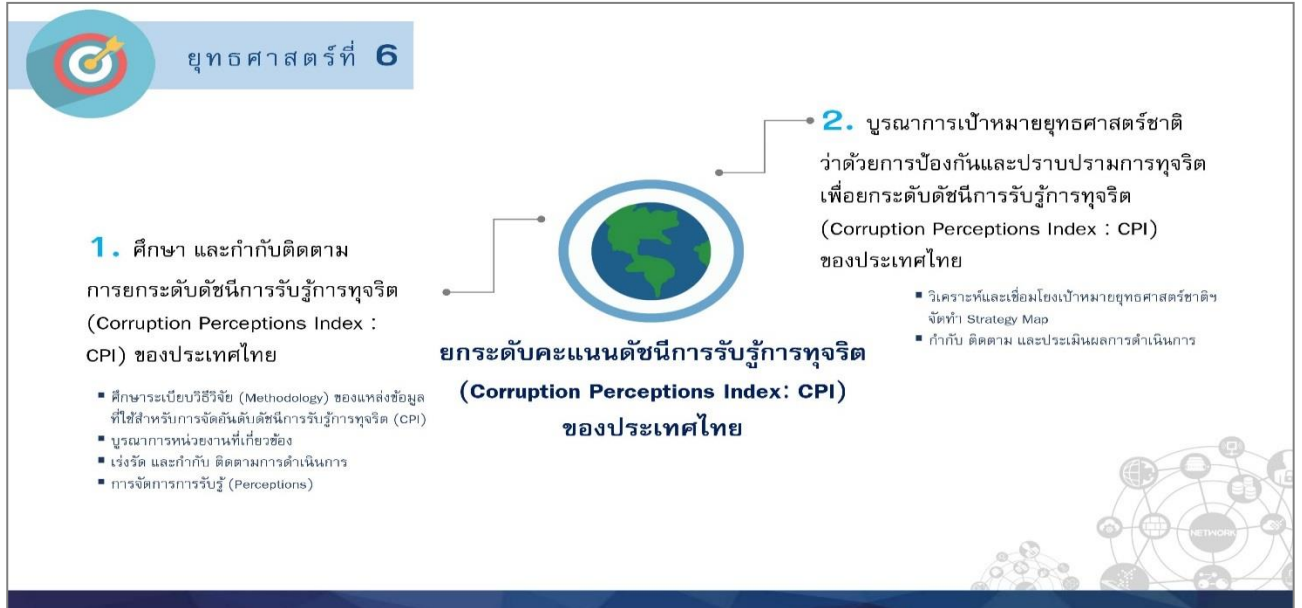 ยุทธศาสตร์ที่ 6
1. ศึกษา และกำกับติดตาม
การยกระดับดัชนีการรับรู้การทุจริต
(Corruption Perceptions Index :
CPI) ของประเทศไทย
▪ ศึกษาระเบียบวิธีวิจัย (Methodology) ของแหล่งข้อมูล
ที่ใช้สำหรับการจัดอันดับดัชนีการรับรู้การทุจริต (CPI)
▪ บูรณาการหน่วยงานที่เกี่ยวข้อง
▪ เร่งรัด และกำกับ ติดตามการดำเนินการ
▪ การจัดการการรับรู้ (Perceptions)
ยกระดับคะแนนดัชนีการรับรู้การทุจริต
(Corruption Perceptions Index: CPI)
ของประเทศไทย
2. บูรณาการเป้าหมายยุทธศาสตร์ชาติ
ว่าด้วยการป้องกันและปราบปรามการทุจริต
เพื่อยกระดับดัชนีการรับรู้การทุจริต
(Corruption Perceptions Index : CPI)
ของประเทศไทย
▪ วิเคราะห์และเชื่อมโยงเป้าหมายยุทธศาสตร์ชาติฯ
จัดทำ Strategy Map
▪ กำกับ ติดตาม และประเมินผลการดำเนินการ
NETWORK